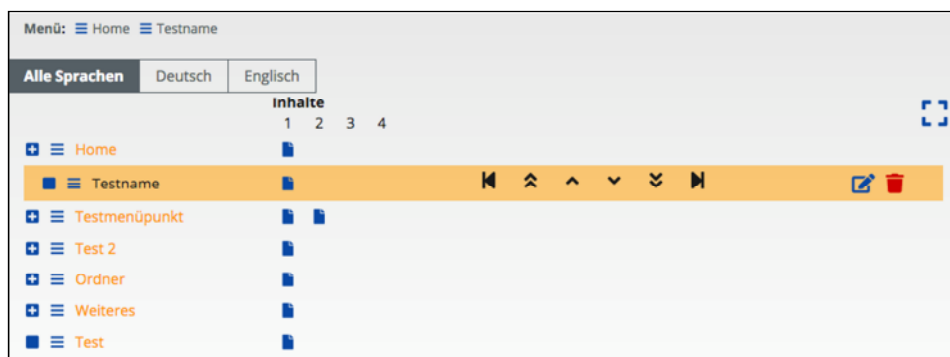 Menü: Home Testname
Alle Sprachen Deutsch Englisch
Inhalte
1 2 3 4
Home
Testname
Testmenüpunkt
Test 2
Ordner
Weiteres
Test